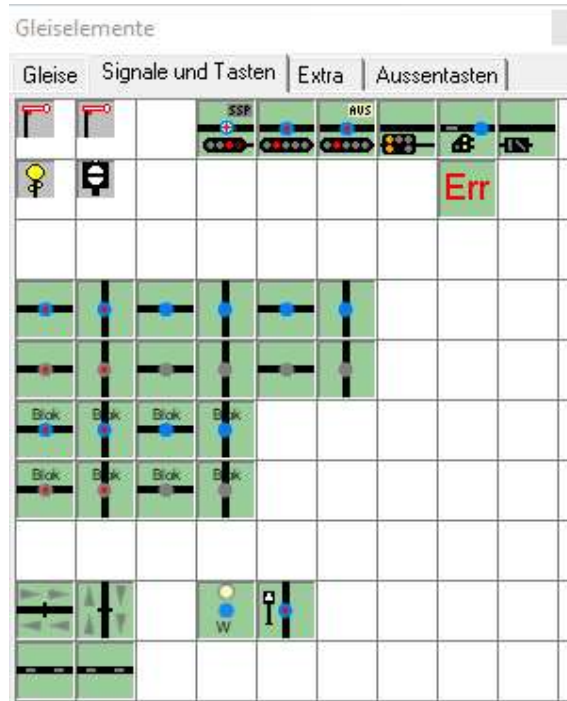 Gleiselemente
Gleise Signale und Tasten Extra Aussentasten
SSP AUS
Err
Blok Blok Blok Blok
Blok Blok Blok Blok
W